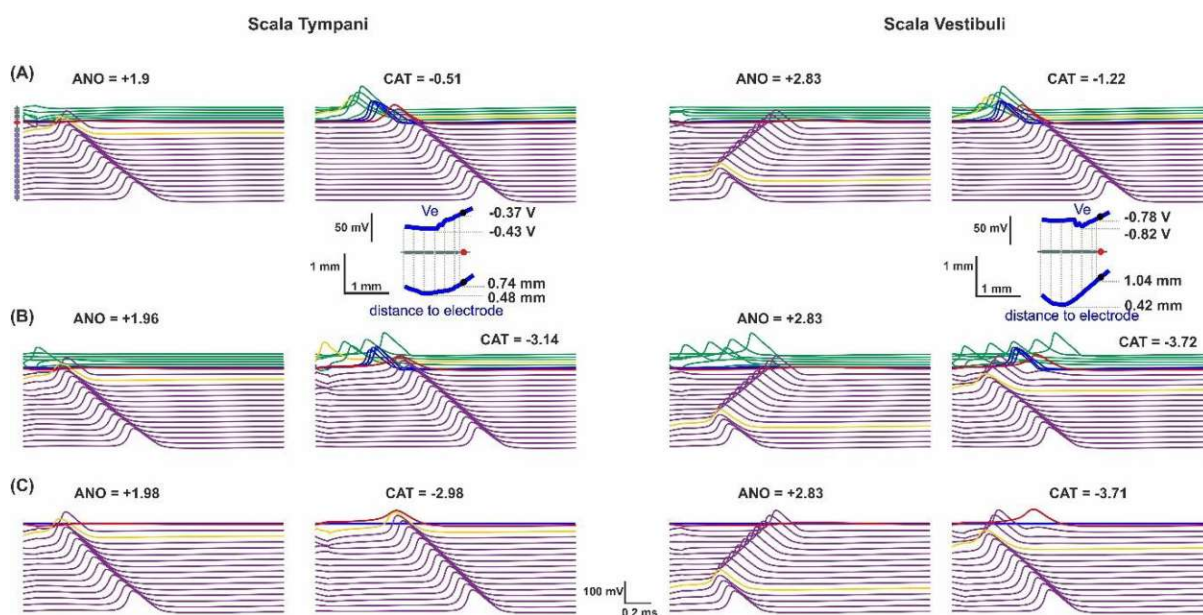 Scala Tympani
Scala Vestibuli
(A)
ANO = +1.9
CAT = -0.51
ANO = +2.83
CAT = -1.22
50 mV
Ve
-0.37 V
-0.43 V
1 mm
1 mm
0.74 mm
0.48 mm
distance to electrode
50 mV
Ve
-0.78 V
-0.82 V
1 mm
1 mm
1.04 mm
0.42 mm
distance to electrode
(B)
ANO = +1.96
CAT = -3.14
ANO = +2.83
CAT = -3.72
(C)
ANO = +1.98
CAT = -2.98
ANO = +2.83
CAT = -3.71
100 mV
0.2 ms